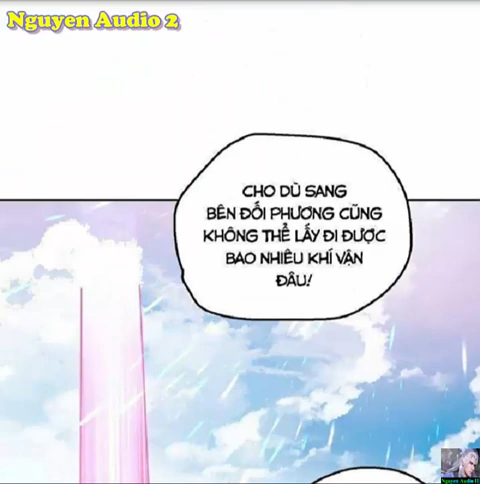 Nguyen Audio 2
CHO DÙ SANG
BÊN ĐỐI PHƯƠNG CŨNG
KHÔNG THỂ LẤY ĐI ĐƯỢC
BAO NHIÊU KHÍ VẬN
ĐÂU!